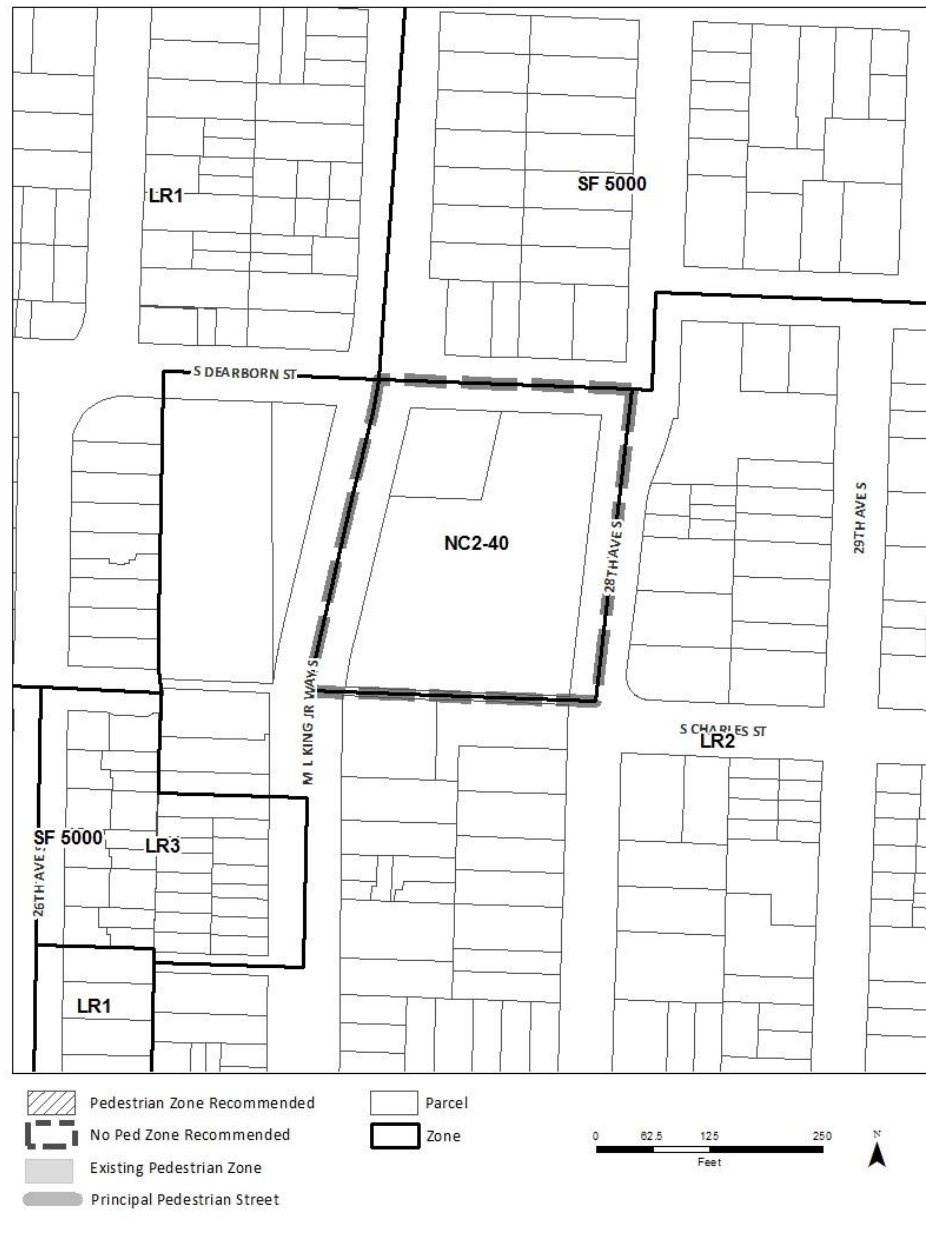 SF 5000
LR1
S DEARBORN ST
29TH AVE S
NC2-40
28TH AVE S
M L KING JR WAY S
S CHARLES ST
LR2
SF 5000
LR3
26TH AVE S
LR1
Pedestrian Zone Recommended
No Ped Zone Recommended
Existing Pedestrian Zone
Principal Pedestrian Street
Parcel
Zone
0 62.5 125 250
Feet
N